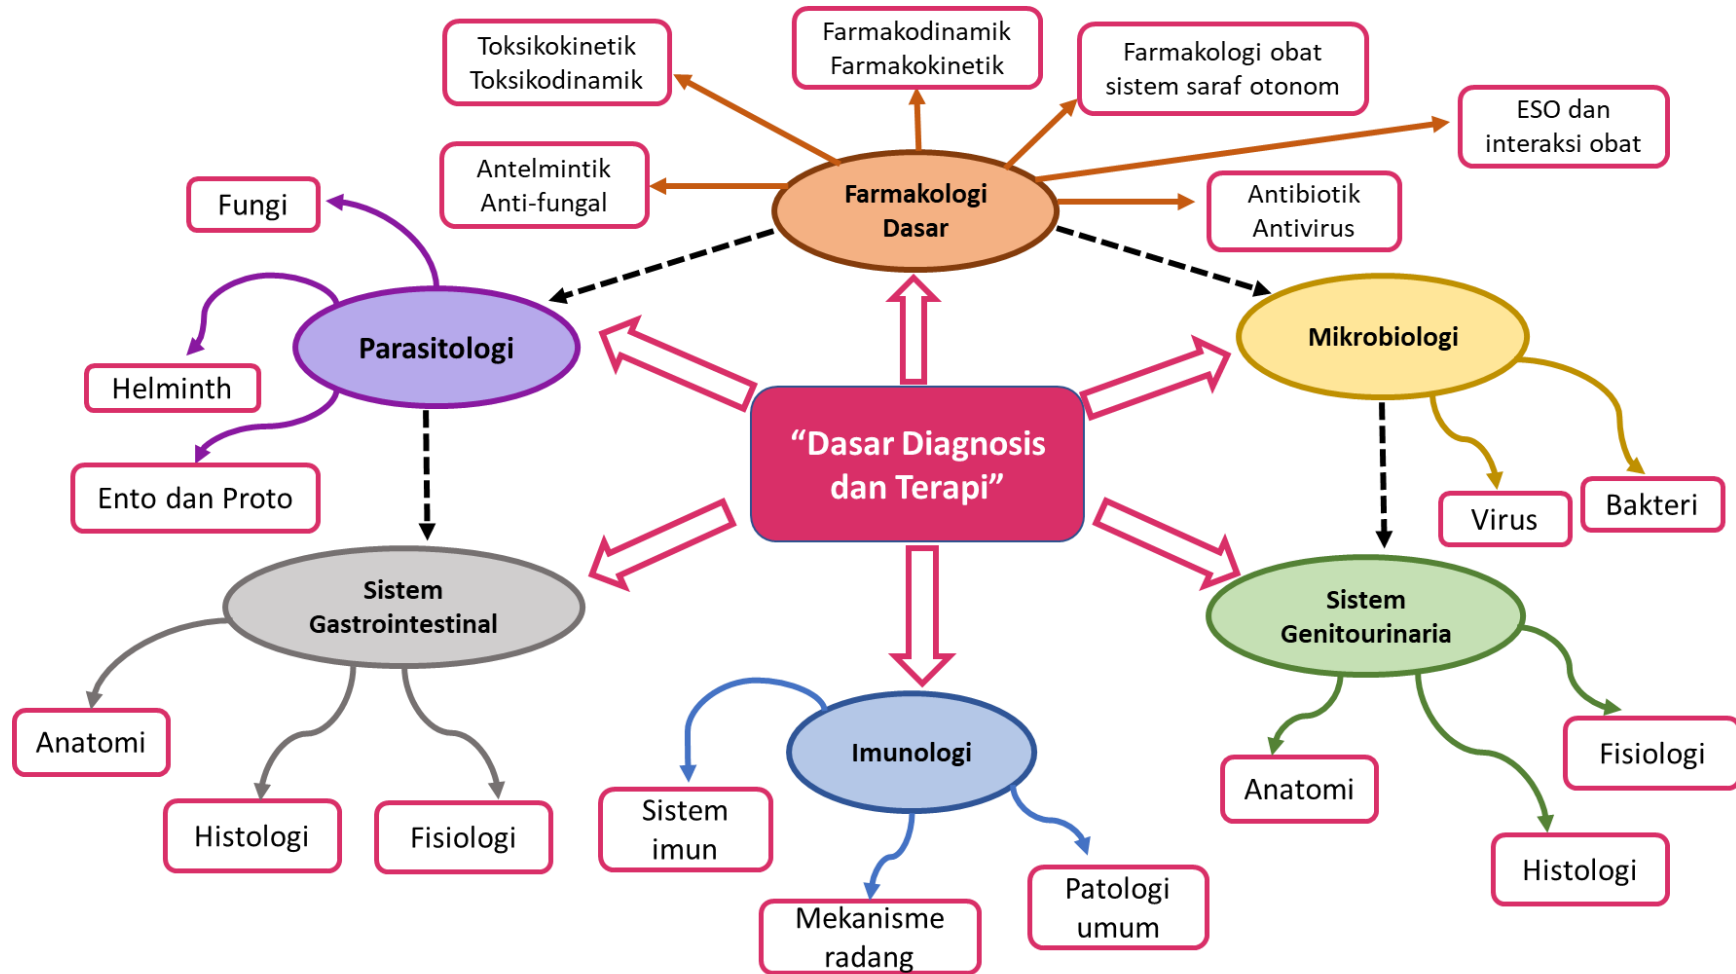 Toksikokinetik
Toksikodinamik
Farmakodinamik
Farmakokinetik
Farmakologi obat
sistem saraf otonom
ESO dan
interaksi obat
Antelmintik
Anti-fungal
Farmakologi
Dasar
Antibiotik
Antivirus
Fungi
Parasitologi
Helminth
Ento dan Proto
Mikrobiologi
Virus
Bakteri
“Dasar Diagnosis
dan Terapi”
Sistem
Gastrointestinal
Anatomi
Histologi
Fisiologi
Imunologi
Sistem
imun
Mekanisme
radang
Patologi
umum
Sistem
Genitourinaria
Anatomi
Histologi
Fisiologi